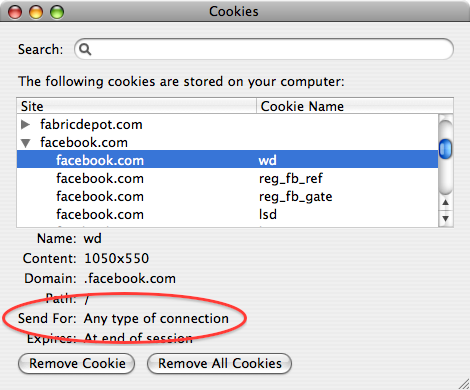 Cookies
Search:
The following cookies are stored on your computer:
Site Cookie Name
fabricdepot.com
facebook.com
facebook.com wd
facebook.com reg_fb_ref
facebook.com reg_fb_gate
facebook.com lsd
Name: wd
Content: 1050x550
Domain: .facebook.com
Path: /
Send For: Any type of connection
Expires: At end of session
Remove Cookie Remove All Cookies